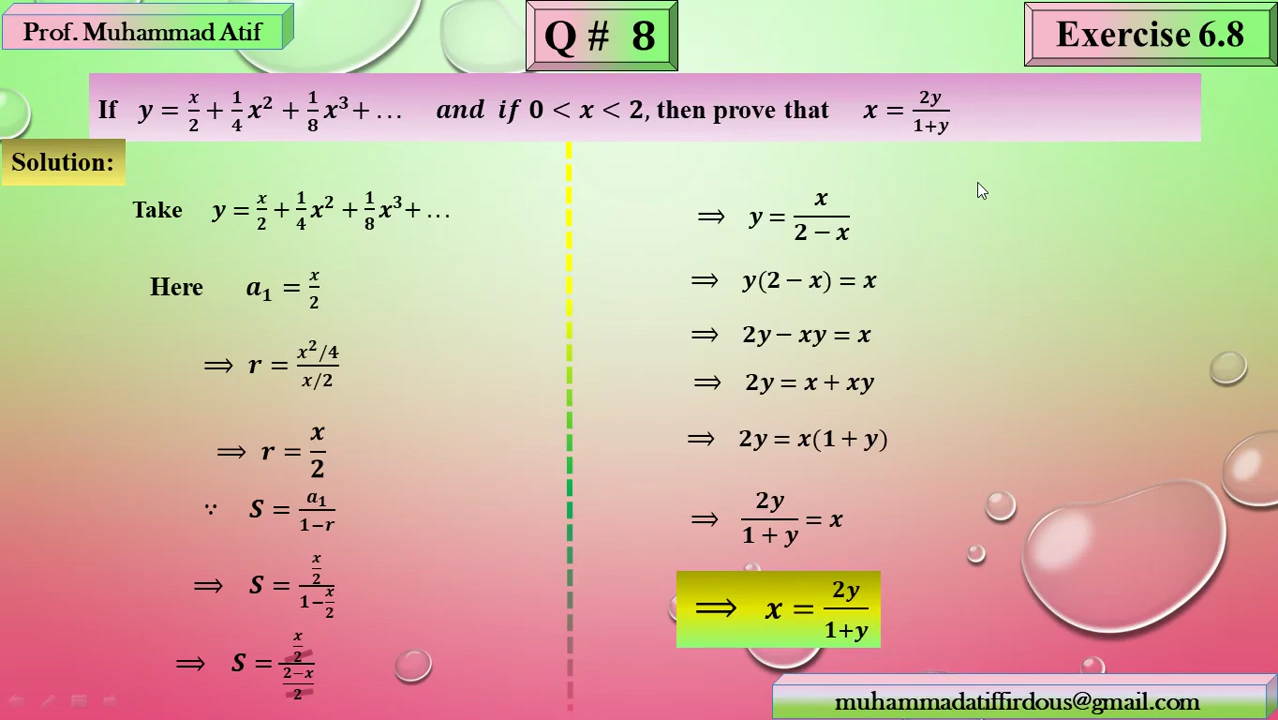 Prof. Muhammad Atif
Q # 8
Exercise 6.8
If y = x/2 + 1/4 x² + 1/8 x³ + … and if 0 < x < 2, then prove that x = 2y/(1+y)
Solution:
Take y = x/2 + 1/4 x² + 1/8 x³ + …
Here a₁ = x/2
⟹ r = (x²/4)/(x/2)
⟹ r = x/2
∵ S = a₁/(1−r)
⟹ S = (x/2)/(1−x/2)
⟹ S = (x/2)/((2−x)/2)
⟹ y = x/(2 − x)
⟹ y(2 − x) = x
⟹ 2y − xy = x
⟹ 2y = x + xy
⟹ 2y = x(1 + y)
⟹ 2y/(1 + y) = x
⟹ x = 2y/(1+y)
muhammadatiffirdous@gmail.com